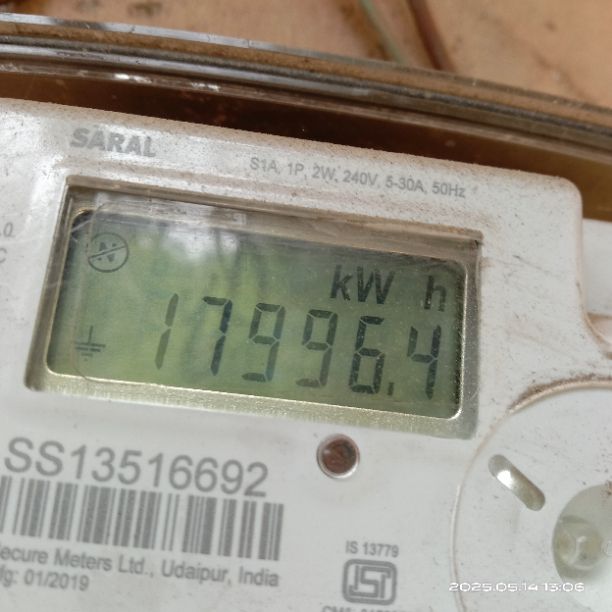 SARAL
S1A, 1P, 2W, 240V, 5-30A, 50Hz
kW h
17996.4
SS13516692
ecure Meters Ltd., Udaipur, India
fg: 01/2019
IS 13779
ISI
2025.05.14 13:06